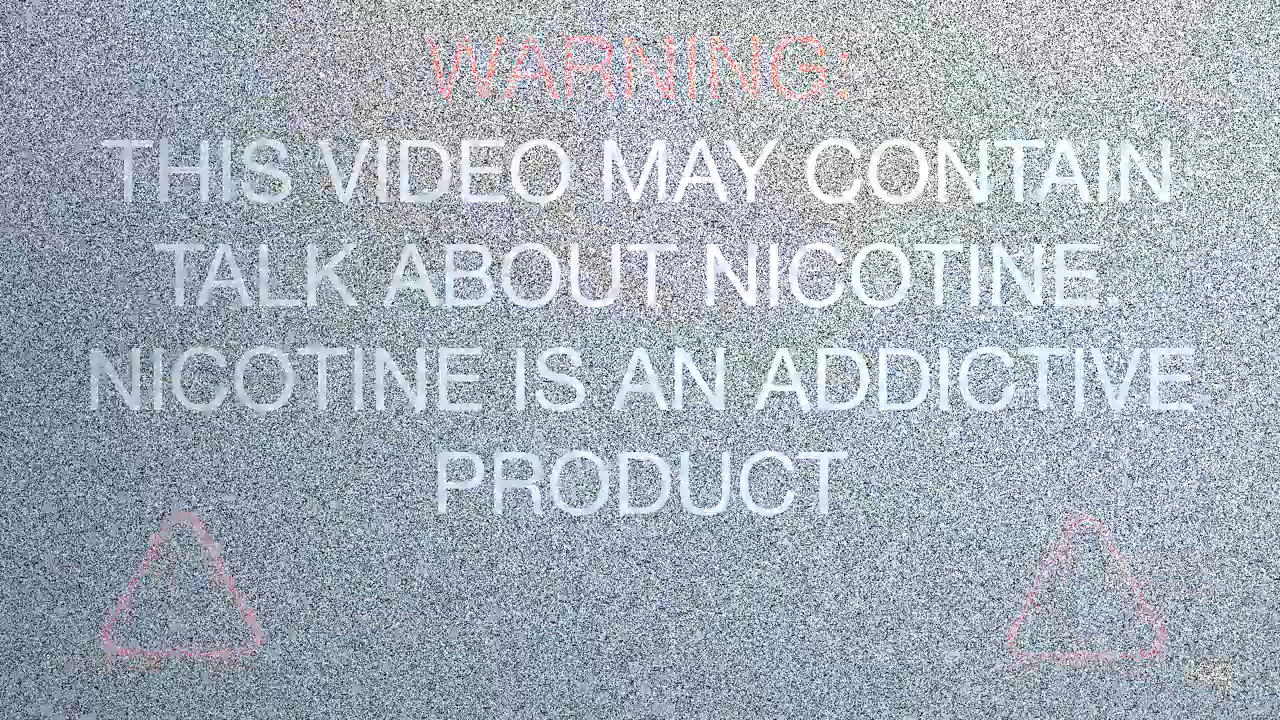 WARNING:
THIS VIDEO MAY CONTAIN
TALK ABOUT NICOTINE.
NICOTINE IS AN ADDICTIVE
PRODUCT